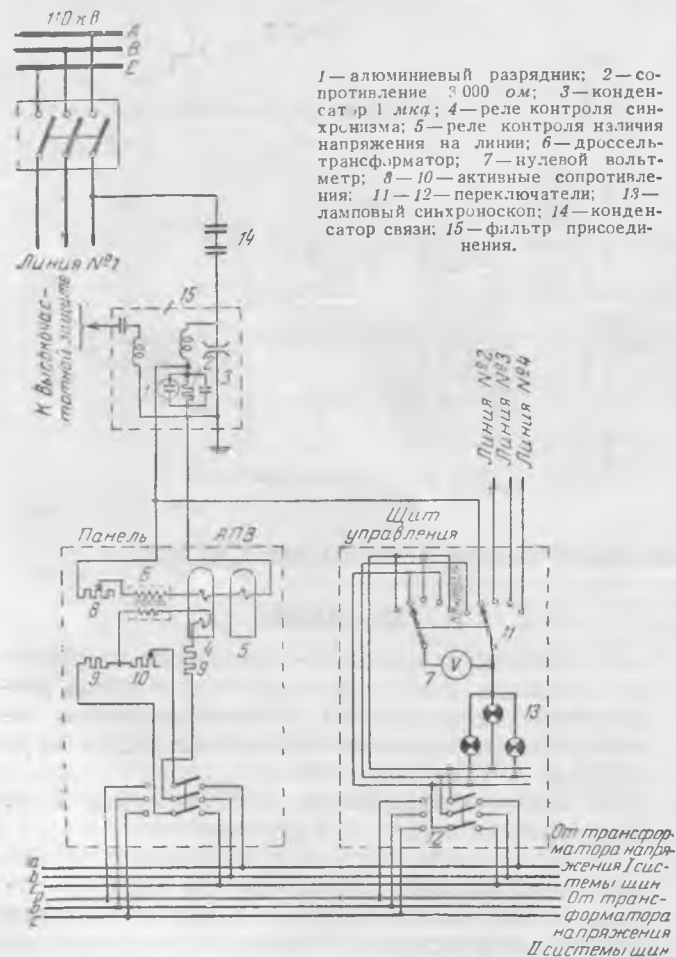 110 кВ
A
B
C
1 — алюминиевый разрядник; 2 — со-
противление 3 000 ом; 3 — конден-
сатор 1 мкф; 4 — реле контроля син-
хронизма; 5 — реле контроля наличия
напряжения на линии; 6 — дроссель-
трансформатор; 7 — нулевой вольт-
метр; 8 — 10 — активные сопротивле-
ния; 11 — 12 — переключатели; 13 —
ламповый синхроноскоп; 14 — конден-
сатор связи; 15 — фильтр присоеди-
нения.
14
Линия №1
15
К высокочас-
тотной защите
1
2
3
Линия №2
Линия №3
Линия №4
Панель АПВ
Щит
управления
6
8
4
5
9
9
10
11
7
V
13
12
a
b
c
a
b
c
От трансфор-
матора напря-
жения I сис-
темы шин
От транс-
форматора
напряжения
II системы шин